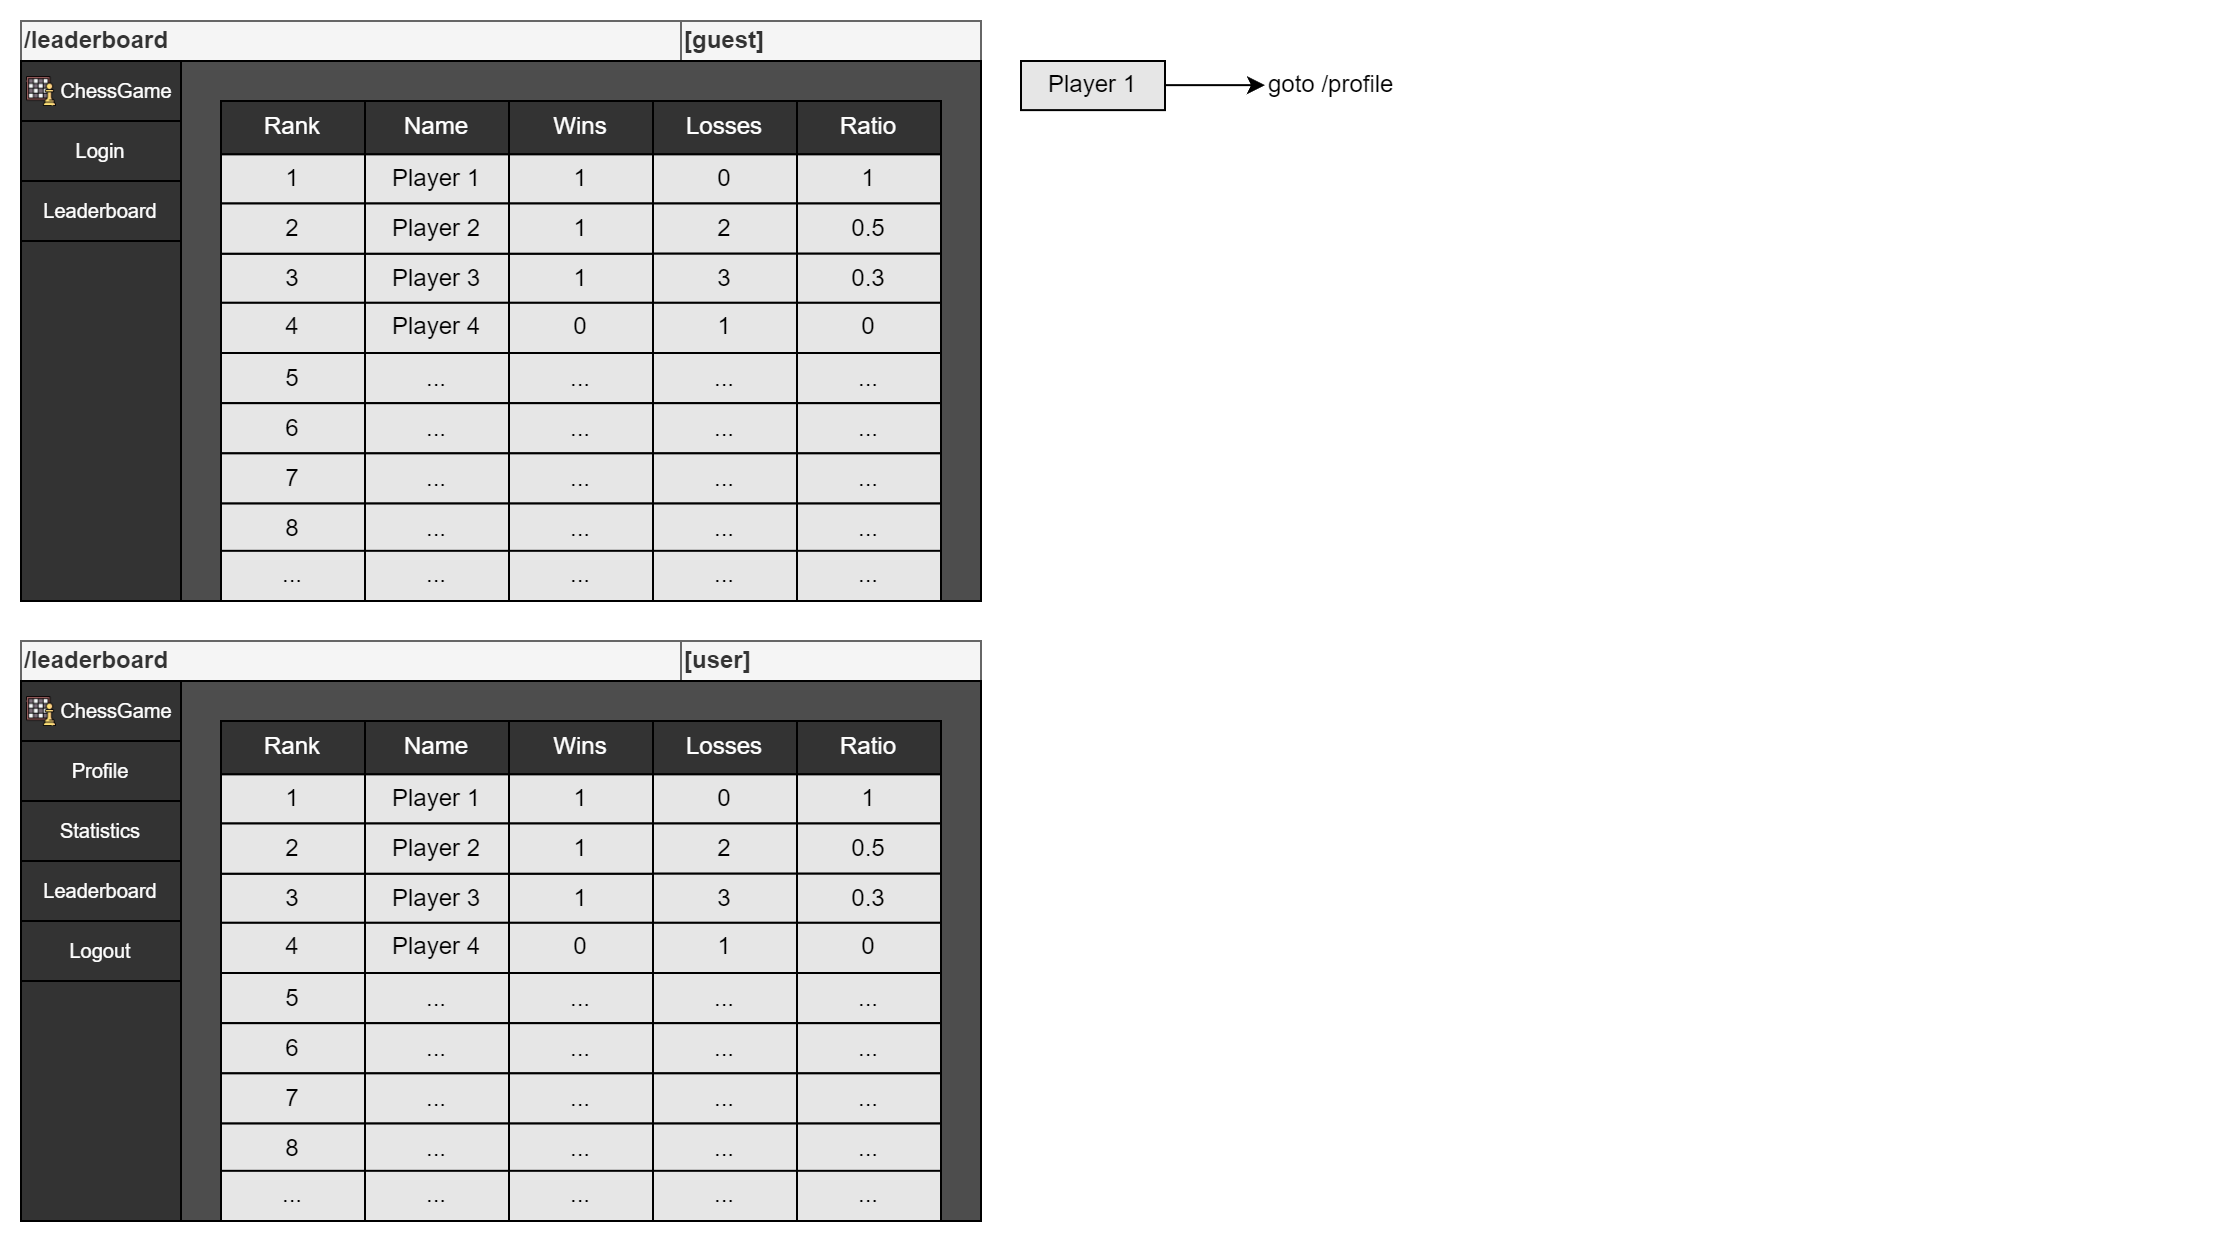 /leaderboard [guest]
ChessGame
Login
Leaderboard
Rank Name Wins Losses Ratio
1 Player 1 1 0 1
2 Player 2 1 2 0.5
3 Player 3 1 3 0.3
4 Player 4 0 1 0
5 ... ... ... ...
6 ... ... ... ...
7 ... ... ... ...
8 ... ... ... ...
... ... ... ... ...
Player 1 goto /profile
/leaderboard [user]
ChessGame
Profile
Statistics
Leaderboard
Logout
Rank Name Wins Losses Ratio
1 Player 1 1 0 1
2 Player 2 1 2 0.5
3 Player 3 1 3 0.3
4 Player 4 0 1 0
5 ... ... ... ...
6 ... ... ... ...
7 ... ... ... ...
8 ... ... ... ...
... ... ... ... ...